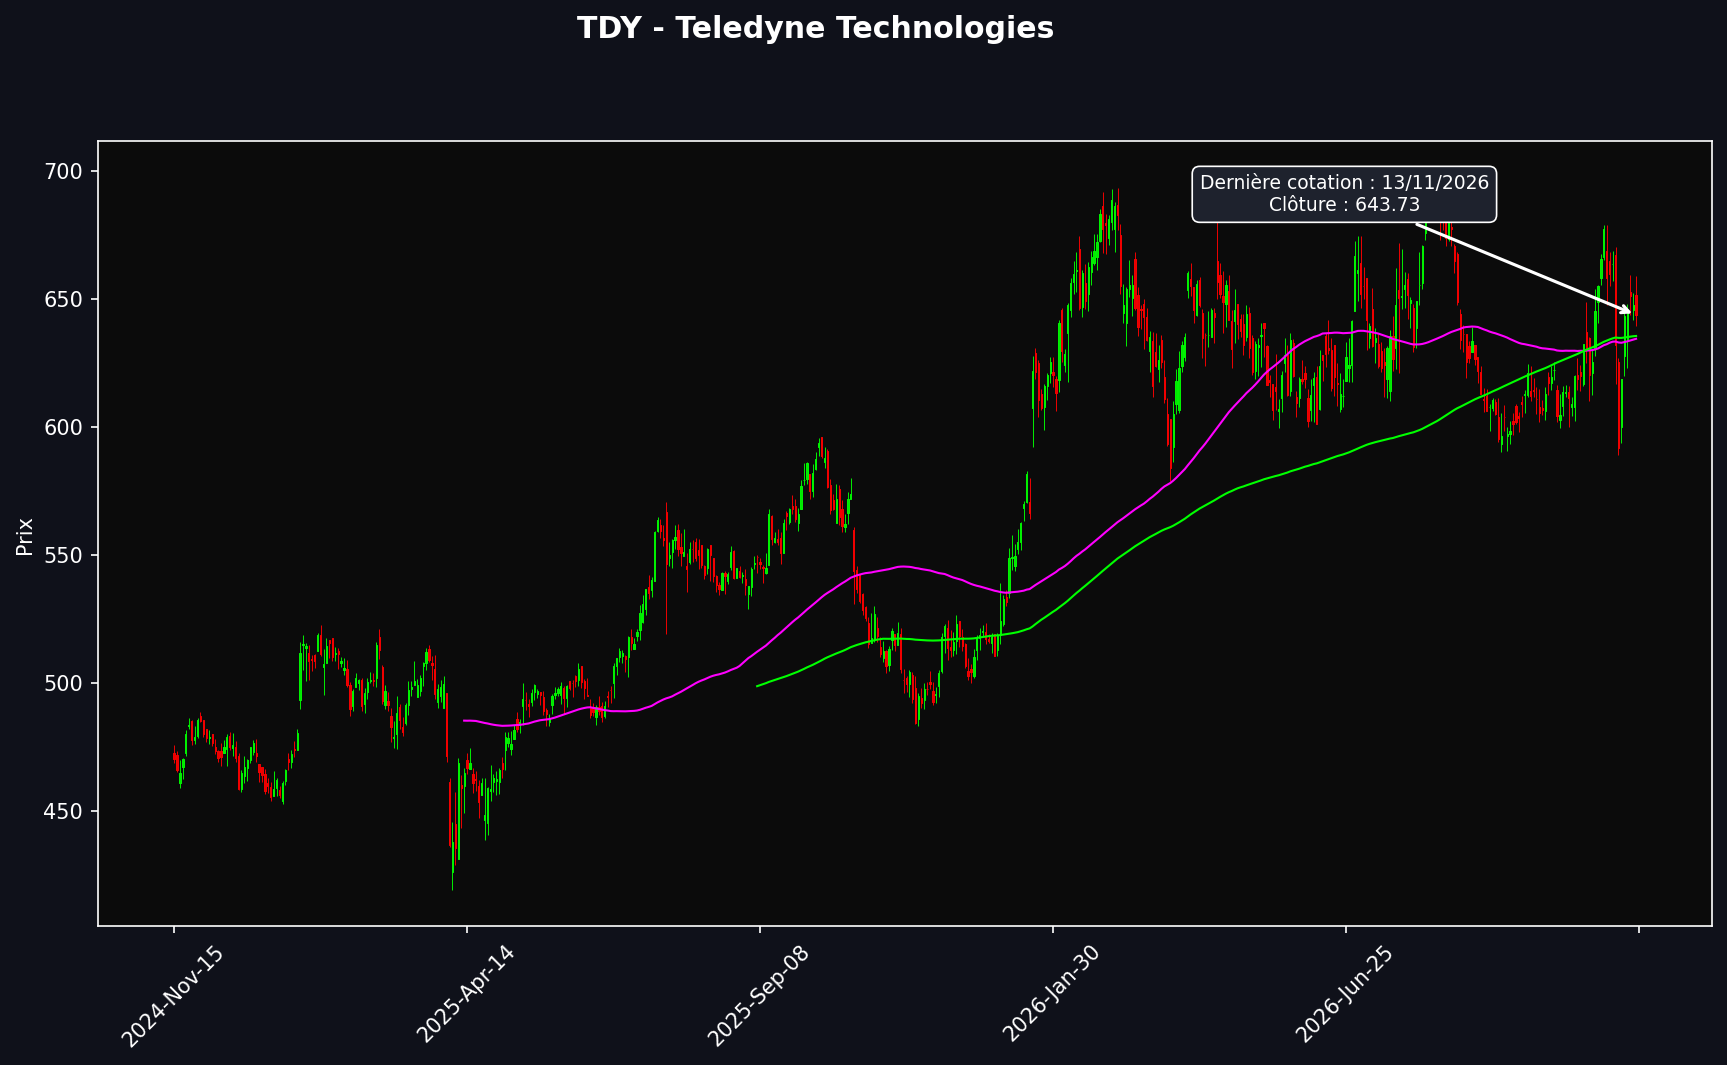 TDY - Teledyne Technologies
Dernière cotation : 13/11/2026
Clôture : 643.73
Prix
700
650
600
550
500
450
2024-Nov-15
2025-Apr-14
2025-Sep-08
2026-Jan-30
2026-Jun-25